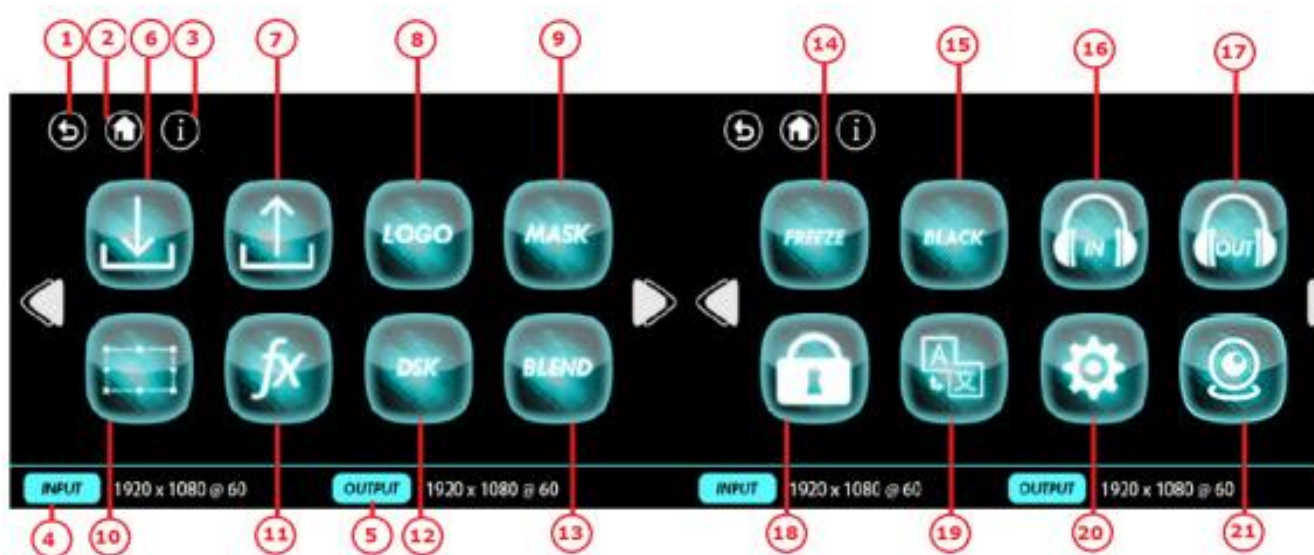 1 2 6 3 7 8 9 14 15 16 17
i i
LOGO MASK FREEZE BLACK IN OUT
fx DSK BLEND A 文
INPUT 1920 x 1080 @ 60 OUTPUT 1920 x 1080 @ 60 INPUT 1920 x 1080 @ 60 OUTPUT 1920 x 1080 @ 60
4 10 11 5 12 13 18 19 20 21